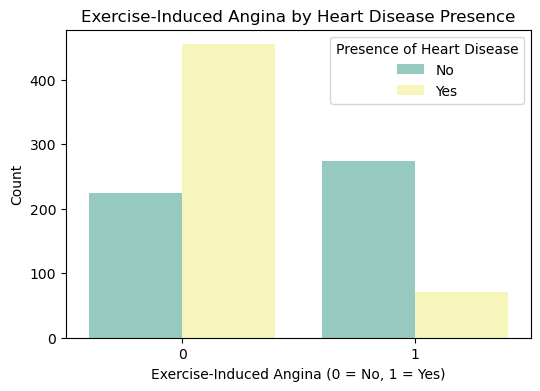 Exercise-Induced Angina by Heart Disease Presence
Presence of Heart Disease
No
Yes
Count
400
300
200
100
0
0
1
Exercise-Induced Angina (0 = No, 1 = Yes)